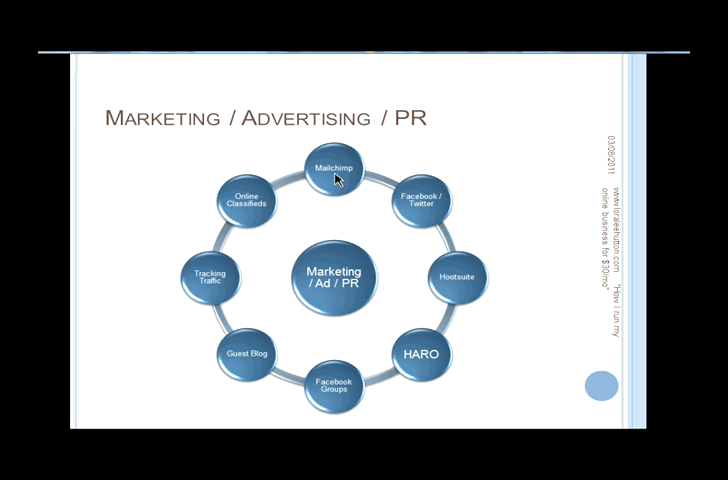 MARKETING / ADVERTISING / PR
Mailchimp
Facebook /
Twitter
Hootsuite
HARO
Facebook
Groups
Guest Blog
Tracking
Traffic
Online
Classifieds
Marketing
/ Ad / PR
03/08/2011
www.loraleehutton.com "How I run my
online business for $30/mo"